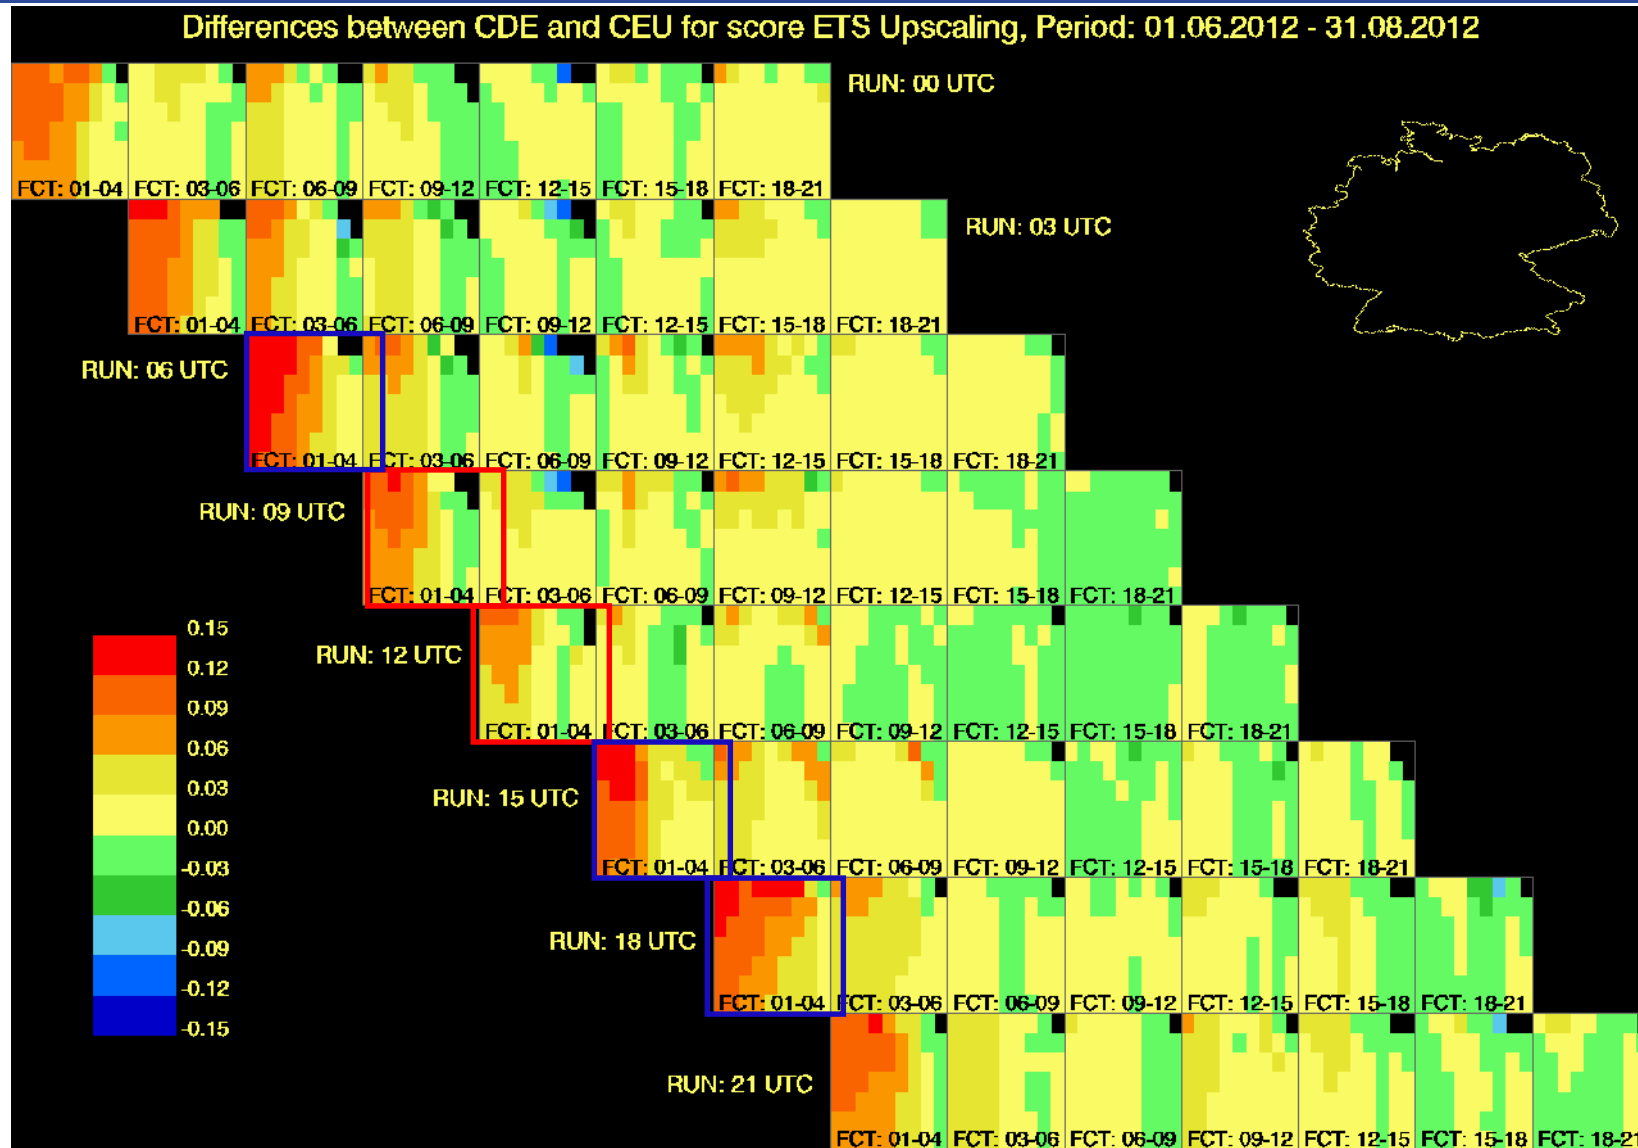 Differences between CDE and CEU for score ETS Upscaling, Period: 01.06.2012 - 31.08.2012
RUN: 00 UTC
FCT: 01-04 FCT: 03-06 FCT: 06-09 FCT: 09-12 FCT: 12-15 FCT: 15-18 FCT: 18-21
RUN: 03 UTC
FCT: 01-04 FCT: 03-06 FCT: 06-09 FCT: 09-12 FCT: 12-15 FCT: 15-18 FCT: 18-21
RUN: 06 UTC
FCT: 01-04 FCT: 03-06 FCT: 06-09 FCT: 09-12 FCT: 12-15 FCT: 15-18 FCT: 18-21
RUN: 09 UTC
FCT: 01-04 FCT: 03-06 FCT: 06-09 FCT: 09-12 FCT: 12-15 FCT: 15-18 FCT: 18-21
RUN: 12 UTC
FCT: 01-04 FCT: 03-06 FCT: 06-09 FCT: 09-12 FCT: 12-15 FCT: 15-18 FCT: 18-21
RUN: 15 UTC
FCT: 01-04 FCT: 03-06 FCT: 06-09 FCT: 09-12 FCT: 12-15 FCT: 15-18 FCT: 18-21
RUN: 18 UTC
FCT: 01-04 FCT: 03-06 FCT: 06-09 FCT: 09-12 FCT: 12-15 FCT: 15-18 FCT: 18-21
RUN: 21 UTC
FCT: 01-04 FCT: 03-06 FCT: 06-09 FCT: 09-12 FCT: 12-15 FCT: 15-18 FCT: 18-21
0.15
0.12
0.09
0.06
0.03
0.00
-0.03
-0.06
-0.09
-0.12
-0.15